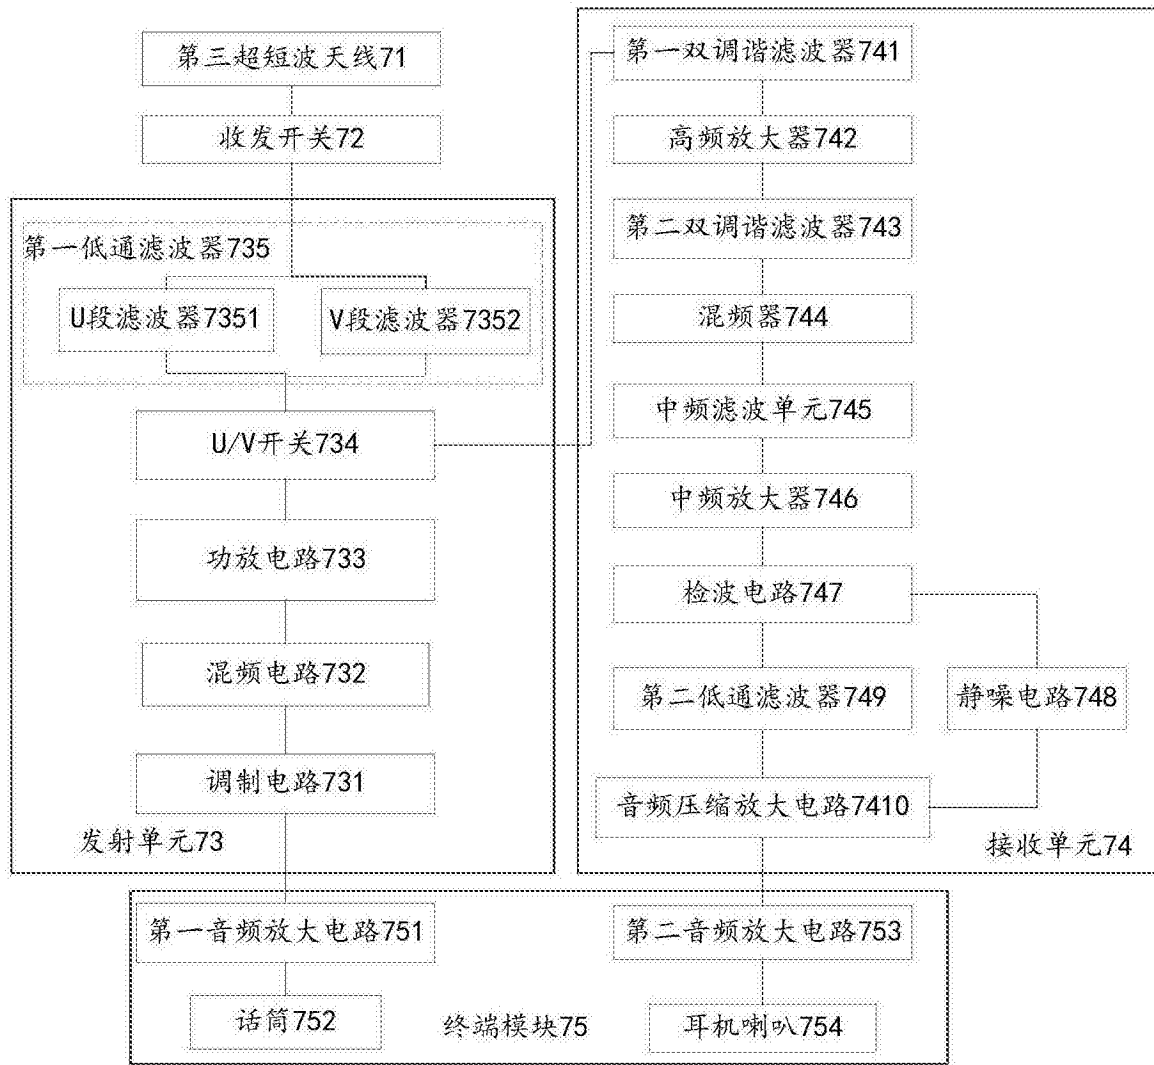 第三超短波天线71
收发开关72
第一低通滤波器735
U段滤波器7351
V段滤波器7352
U/V开关734
功放电路733
混频电路732
调制电路731
发射单元73
第一双调谐滤波器741
高频放大器742
第二双调谐滤波器743
混频器744
中频滤波单元745
中频放大器746
检波电路747
第二低通滤波器749
静噪电路748
音频压缩放大电路7410
接收单元74
第一音频放大电路751
话筒752
终端模块75
第二音频放大电路753
耳机喇叭754